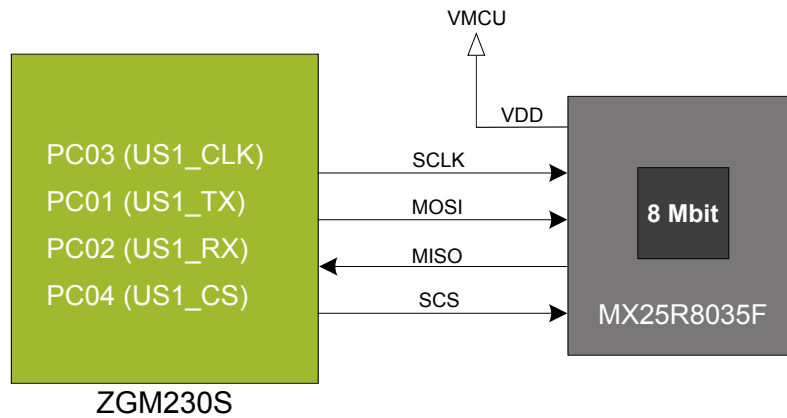 VMCU
VDD
PC03 (US1_CLK)
SCLK
PC01 (US1_TX)
MOSI
8 Mbit
PC02 (US1_RX)
MISO
PC04 (US1_CS)
SCS
MX25R8035F
ZGM230S